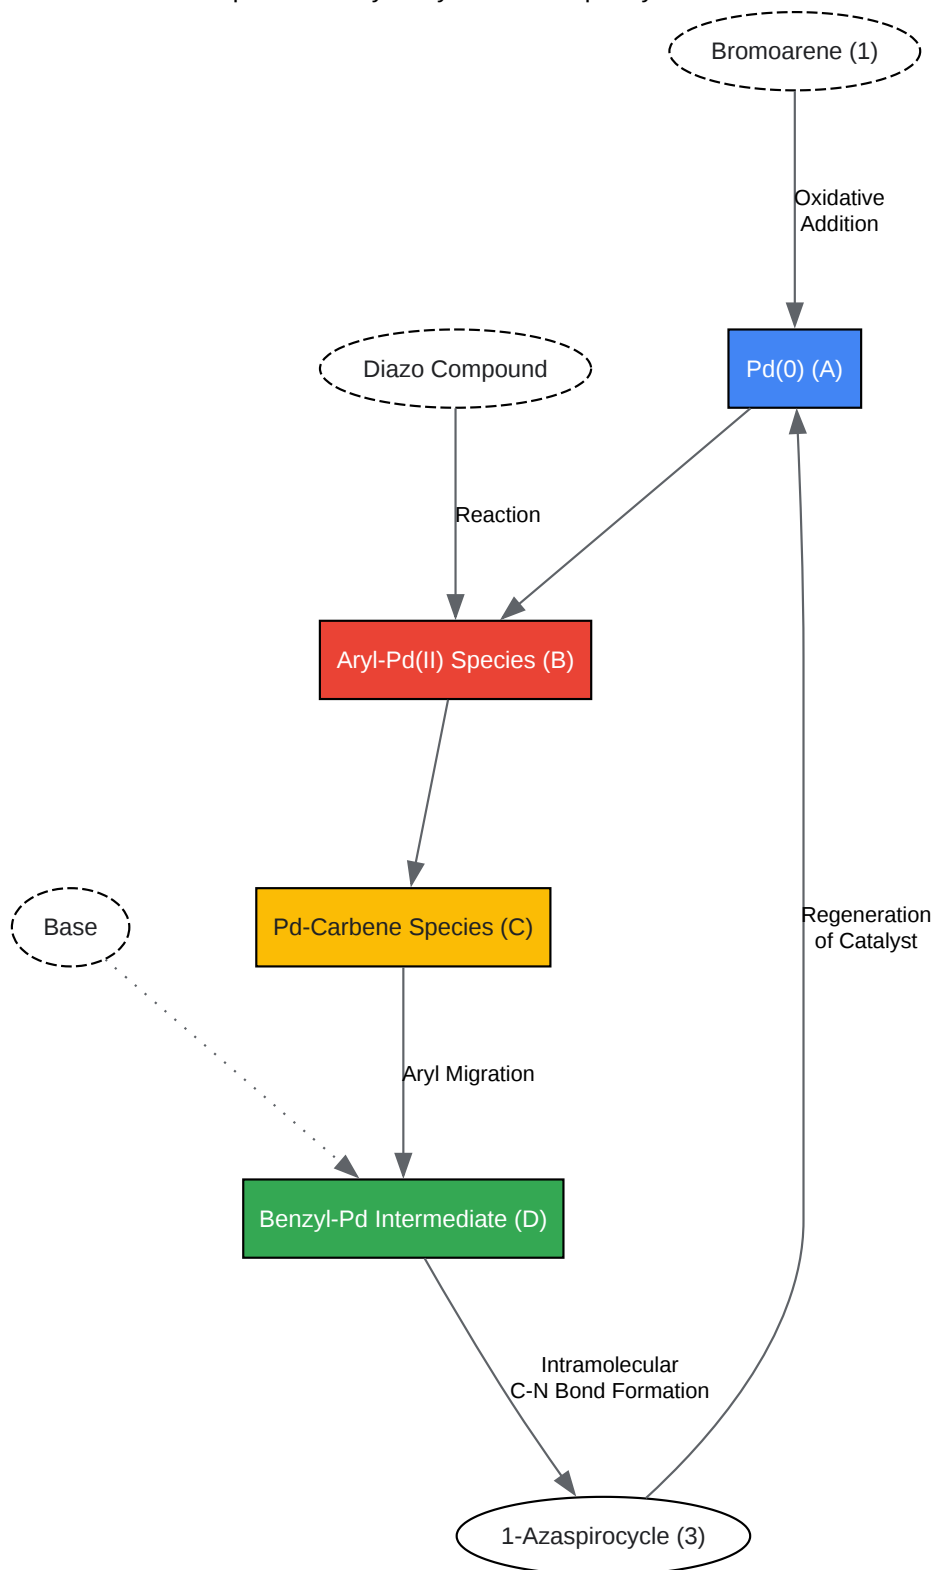 Bromoarene (1)
Oxidative
Addition
Diazo Compound
Pd(0) (A)
Reaction
Aryl-Pd(II) Species (B)
Base
Pd-Carbene Species (C)
Regeneration
of Catalyst
Aryl Migration
Benzyl-Pd Intermediate (D)
Intramolecular
C-N Bond Formation
1-Azaspirocycle (3)